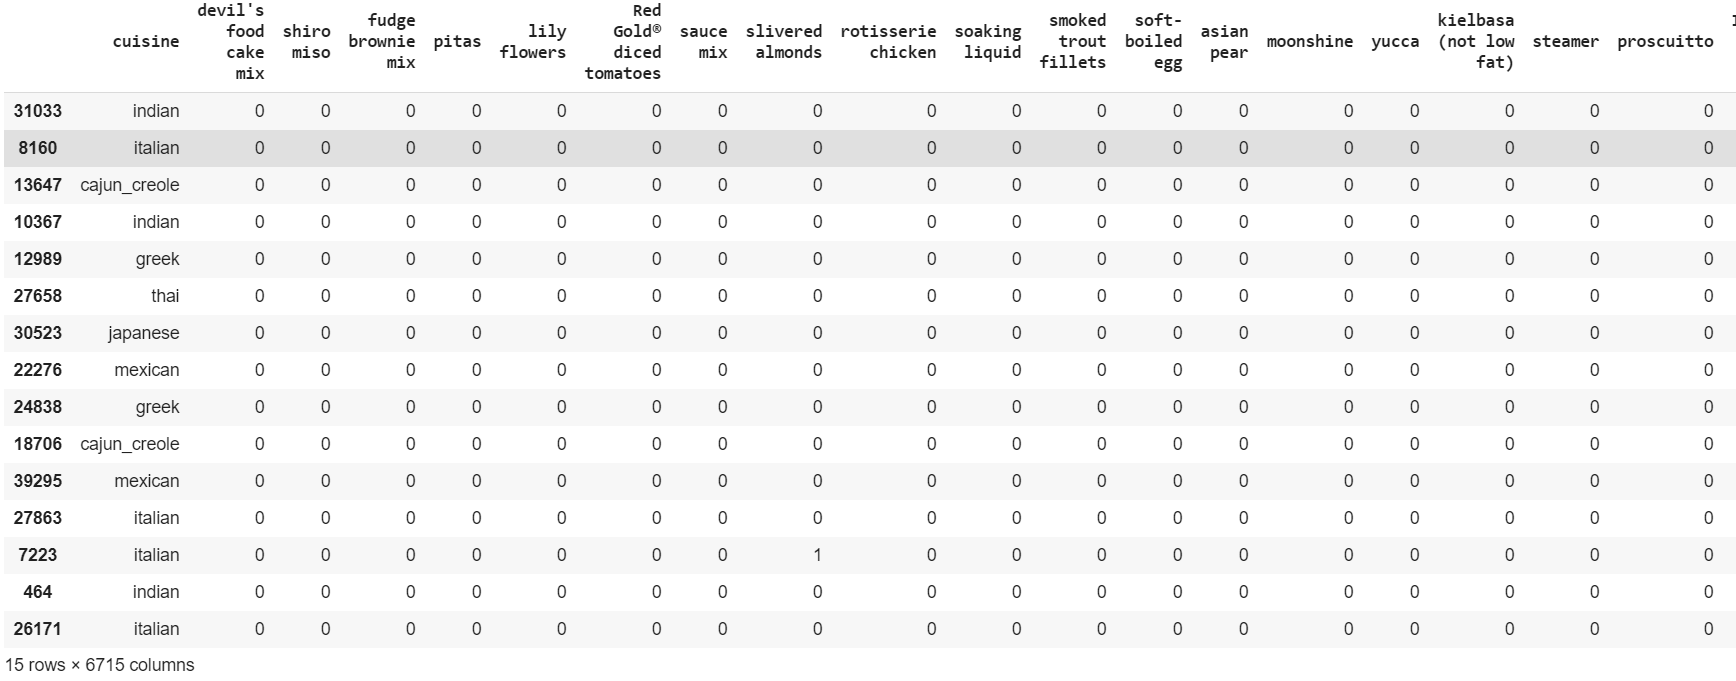 cuisine devil's food cake mix shiro miso fudge brownie mix pitas lily flowers Red Gold® diced tomatoes sauce mix slivered almonds rotisserie chicken soaking liquid smoked trout fillets soft-boiled egg asian pear moonshine yucca kielbasa (not low fat) steamer proscuitto
31033 indian 0 0 0 0 0 0 0 0 0 0 0 0 0 0 0 0 0 0
8160 italian 0 0 0 0 0 0 0 0 0 0 0 0 0 0 0 0 0 0
13647 cajun_creole 0 0 0 0 0 0 0 0 0 0 0 0 0 0 0 0 0 0
10367 indian 0 0 0 0 0 0 0 0 0 0 0 0 0 0 0 0 0 0
12989 greek 0 0 0 0 0 0 0 0 0 0 0 0 0 0 0 0 0 0
27658 thai 0 0 0 0 0 0 0 0 0 0 0 0 0 0 0 0 0 0
30523 japanese 0 0 0 0 0 0 0 0 0 0 0 0 0 0 0 0 0 0
22276 mexican 0 0 0 0 0 0 0 0 0 0 0 0 0 0 0 0 0 0
24838 greek 0 0 0 0 0 0 0 0 0 0 0 0 0 0 0 0 0 0
18706 cajun_creole 0 0 0 0 0 0 0 0 0 0 0 0 0 0 0 0 0 0
39295 mexican 0 0 0 0 0 0 0 0 0 0 0 0 0 0 0 0 0 0
27863 italian 0 0 0 0 0 0 0 0 0 0 0 0 0 0 0 0 0 0
7223 italian 0 0 0 0 0 0 0 1 0 0 0 0 0 0 0 0 0 0
464 indian 0 0 0 0 0 0 0 0 0 0 0 0 0 0 0 0 0 0
26171 italian 0 0 0 0 0 0 0 0 0 0 0 0 0 0 0 0 0 0
15 rows × 6715 columns